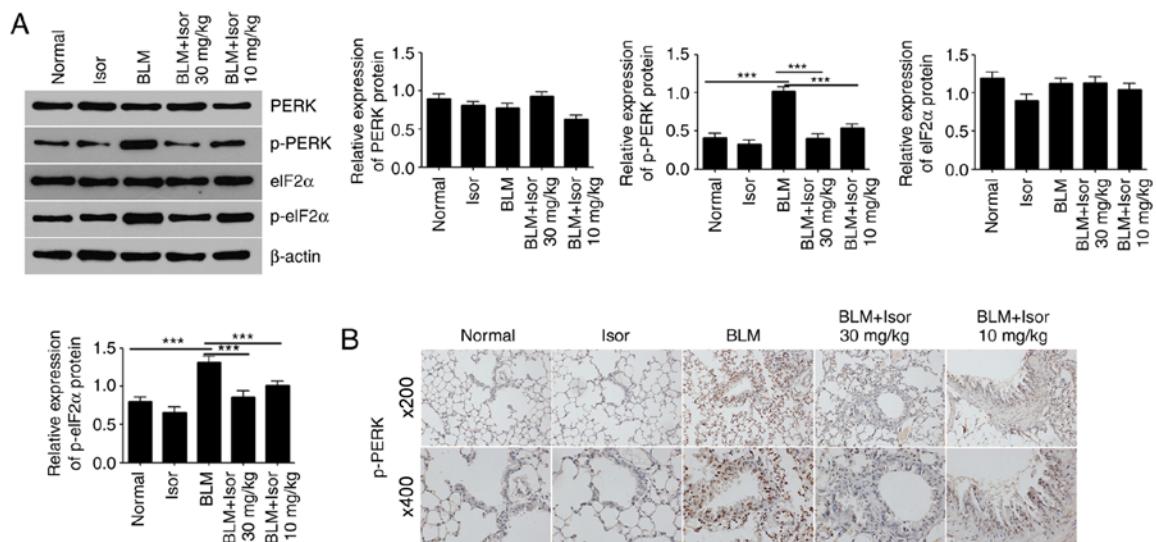 A
Normal
Isor
BLM
BLM+Isor
30 mg/kg
BLM+Isor
10 mg/kg
PERK
p-PERK
eIF2α
p-eIF2α
β-actin
Relative expression
of PERK protein
1.5
1.0
0.5
0.0
Normal
Isor
BLM
BLM+Isor
30 mg/kg
BLM+Isor
10 mg/kg
Relative expression
of p-PERK protein
1.5
1.0
0.5
0.0
***
***
***
Normal
Isor
BLM
BLM+Isor
30 mg/kg
BLM+Isor
10 mg/kg
Relative expression
of eIF2α protein
1.5
1.0
0.5
0.0
Normal
Isor
BLM
BLM+Isor
30 mg/kg
BLM+Isor
10 mg/kg
Relative expression
of p-eIF2α protein
1.5
1.0
0.5
0.0
***
***
***
Normal
Isor
BLM
BLM+Isor
30 mg/kg
BLM+Isor
10 mg/kg
B
Normal
Isor
BLM
BLM+Isor
30 mg/kg
BLM+Isor
10 mg/kg
p-PERK
x200
x400